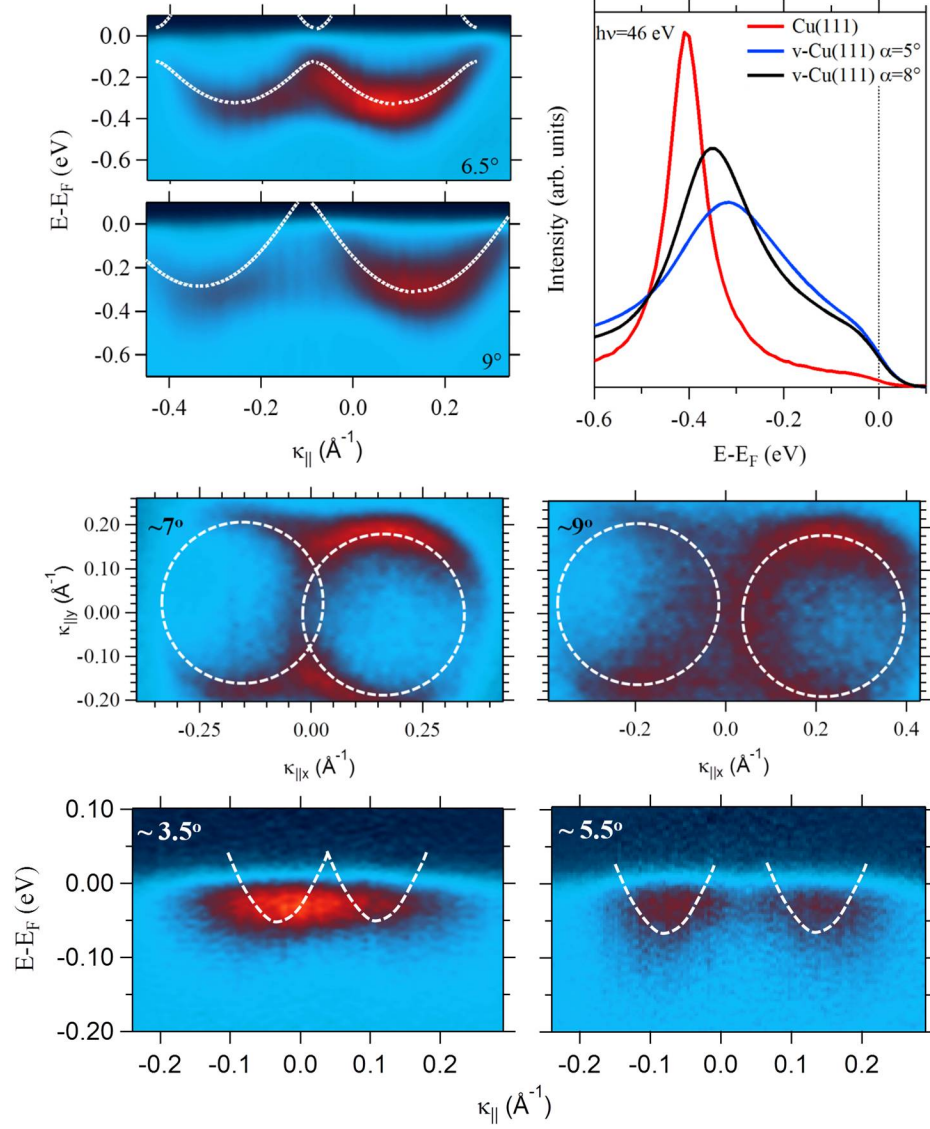 0.0
-0.2
-0.4
-0.6
6.5°
0.0
-0.2
-0.4
-0.6
9°
E-E_F (eV)
-0.4 -0.2 0.0 0.2
κ_|| (Å⁻¹)
hν=46 eV
Cu(111)
v-Cu(111) α=5°
v-Cu(111) α=8°
Intensity (arb. units)
-0.6 -0.4 -0.2 0.0
E-E_F (eV)
~7°
0.20
0.10
0.00
-0.10
-0.20
κ_||y (Å⁻¹)
-0.25 0.00 0.25
κ_||x (Å⁻¹)
~9°
-0.2 0.0 0.2 0.4
κ_||x (Å⁻¹)
~ 3.5°
0.10
0.00
-0.10
-0.20
E-E_F (eV)
-0.2 -0.1 0.0 0.1 0.2
~ 5.5°
-0.2 -0.1 0.0 0.1 0.2
κ_|| (Å⁻¹)